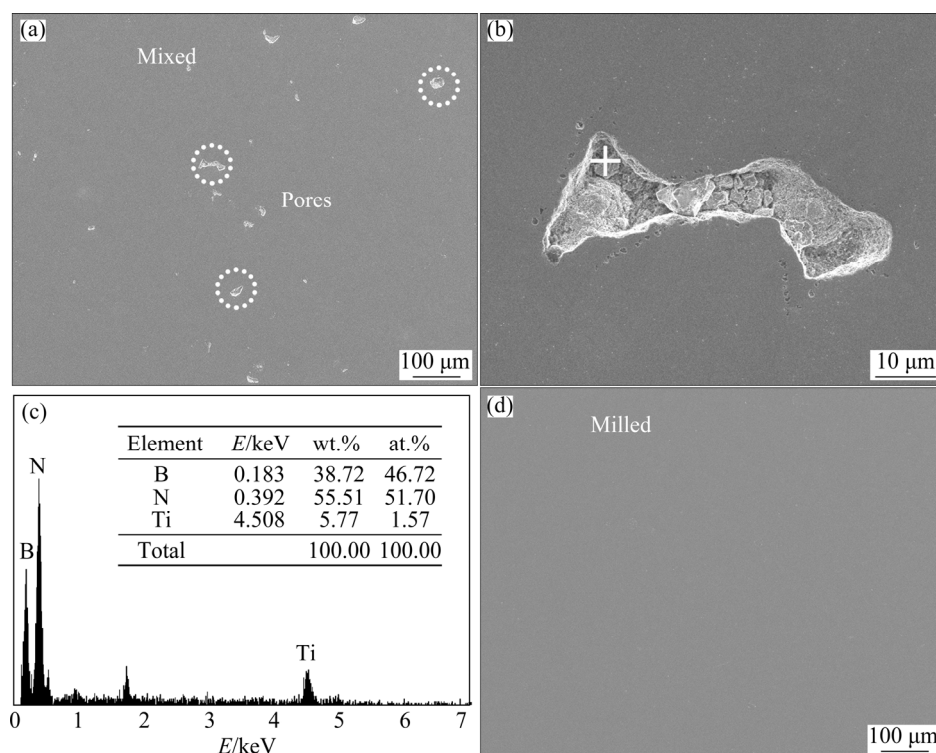 (a)
Mixed
Pores
100 μm
(b)
10 μm
(c)
Element E/keV wt.% at.%
B 0.183 38.72 46.72
N 0.392 55.51 51.70
Ti 4.508 5.77 1.57
Total 100.00 100.00
N
B
Ti
0 1 2 3 4 5 6 7
E/keV
(d)
Milled
100 μm